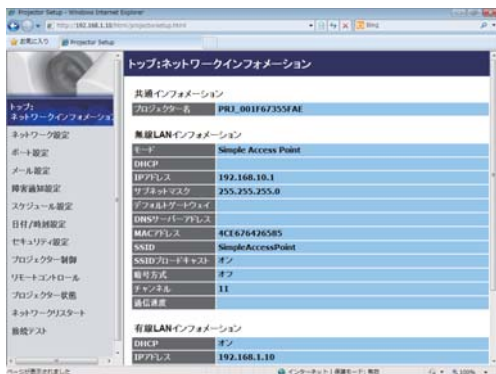 Projector Setup - Windows Internet Explorer
Bing
お気に入り
Projector Setup
トップ:
ネットワークインフォメーション
ネットワーク設定
ポート設定
メール設定
障害通知設定
スケジュール設定
日付/時刻設定
セキュリティ設定
プロジェクター制御
リモートコントロール
プロジェクター状態
ネットワークリスタート
接続テスト
トップ:ネットワークインフォメーション
共通インフォメーション
プロジェクター名 PRJ_001F67355FAE
無線LANインフォメーション
モード Simple Access Point
DHCP
IPアドレス 192.168.10.1
サブネットマスク 255.255.255.0
デフォルトゲートウェイ
DNSサーバーアドレス
MACアドレス 4CE676426585
SSID SimpleAccessPoint
SSIDブロードキャスト オン
暗号方式 オフ
チャンネル 11
通信速度
有線LANインフォメーション
DHCP オン
IPアドレス 192.168.1.10
ページが表示されました
インターネット | 保護モード: 無効
100%